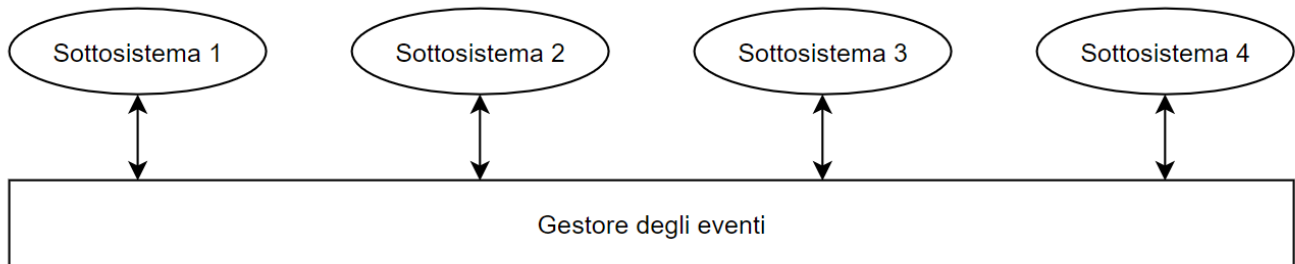 Sottosistema 1
Sottosistema 2
Sottosistema 3
Sottosistema 4
Gestore degli eventi